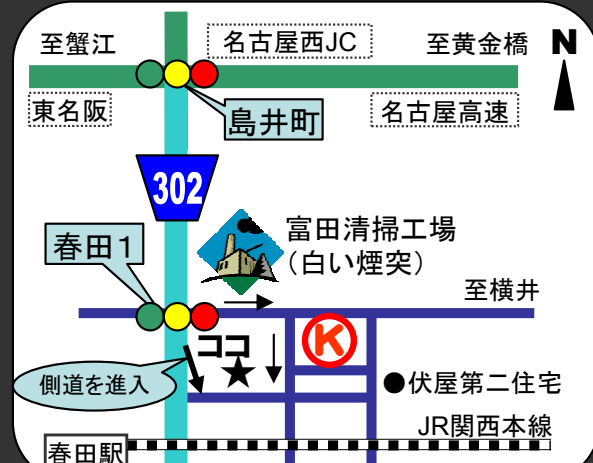 至蟹江
名古屋西JC
至黄金橋
N
東名阪
島井町
名古屋高速
302
富田清掃工場
（白い煙突）
春田１
至横井
K
ココ
側道を進入
●伏屋第二住宅
JR関西本線
春田駅